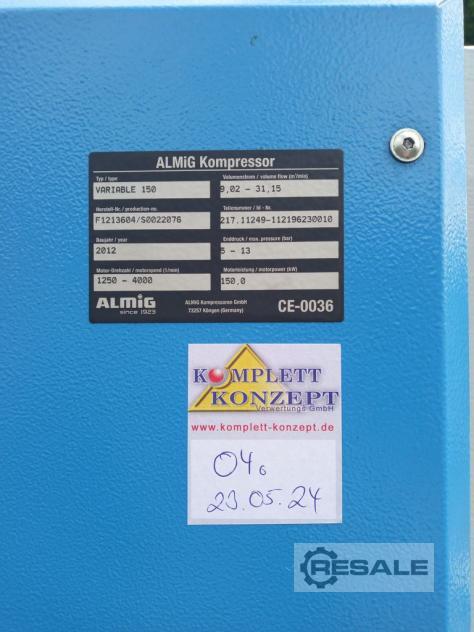 ALMiG Kompressor
Typ / type
Volumenstrom / volume flow (m³/min)
VARIABLE 150
9,02 - 31,15
Herstell-Nr. / production-no.
Teilenummer / Id - Nr.
F1213604/S0022076
217.11249-112196230010
Baujahr / year
Enddruck / max. pressure (bar)
2012
5 - 13
Motor-Drehzahl / motorspeed (1/min)
Motorleistung / motorpower (kW)
1250 - 4000
150,0
ALMiG
since 1923
ALMiG Kompressoren GmbH
73257 Köngen (Germany)
CE-0036
KOMPLETT
KONZEPT
Verwertungs GmbH
www.komplett-konzept.de
23.05.24
RESALE